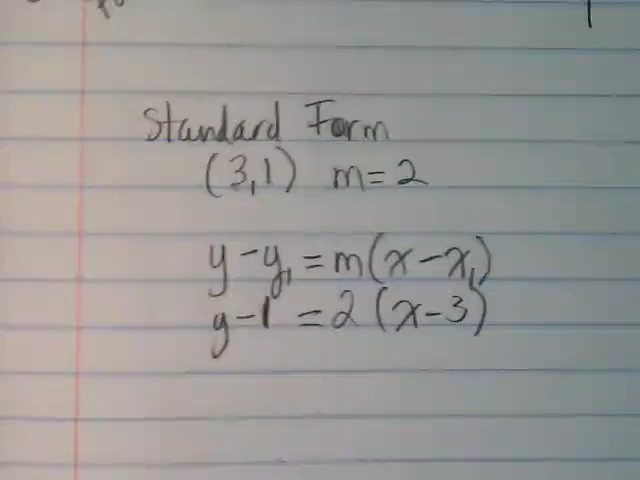 Standard Form
(3,1) m=2
y-y₁=m(x-x₁)
y-1=2(x-3)